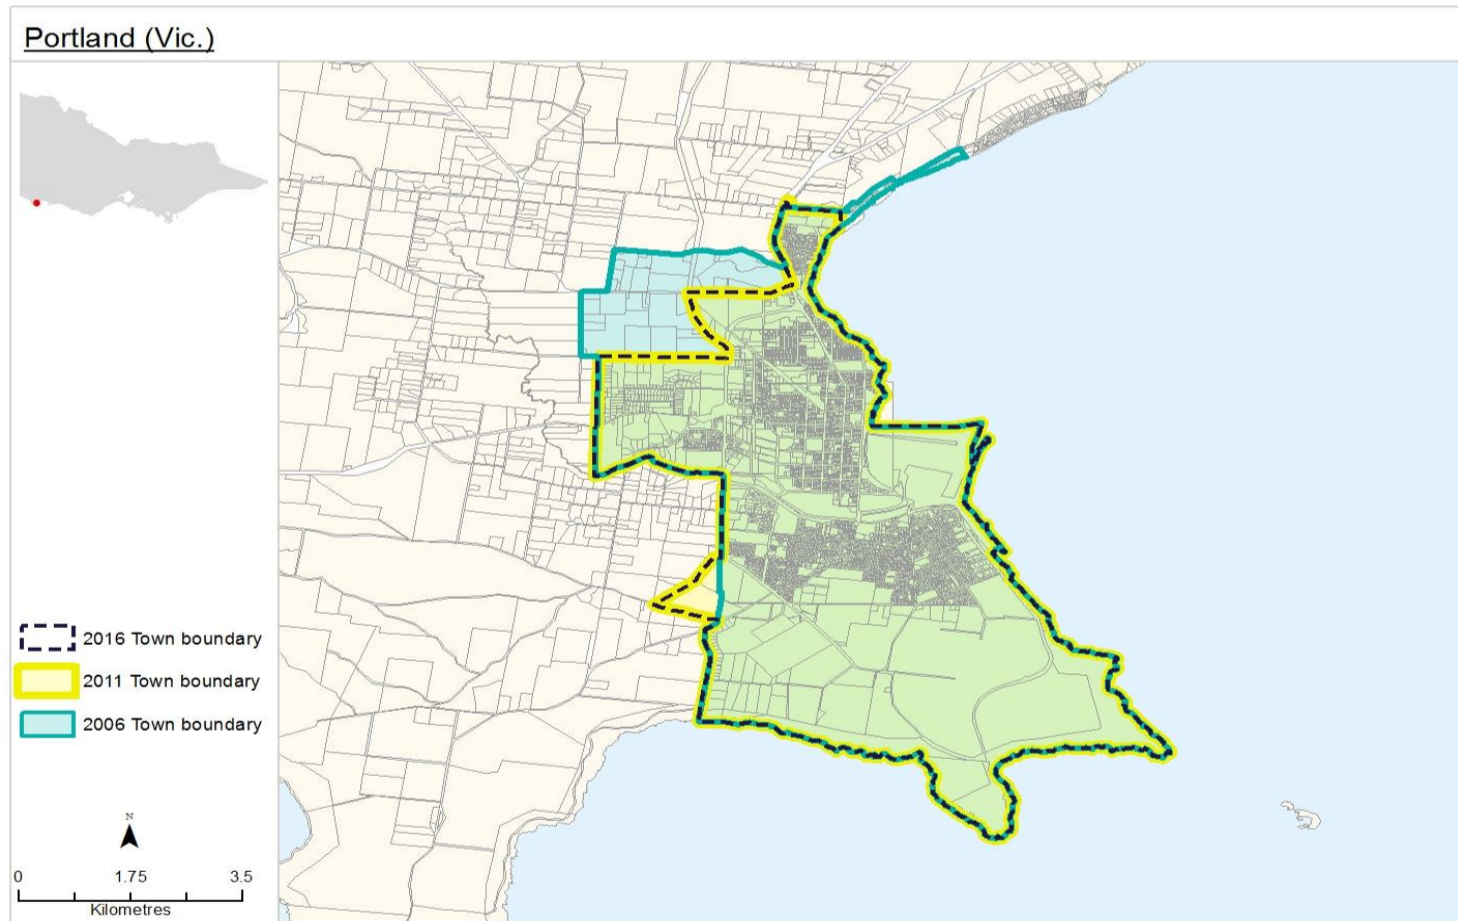 Portland (Vic.)
2016 Town boundary
2011 Town boundary
2006 Town boundary
N
0 1.75 3.5
Kilometres